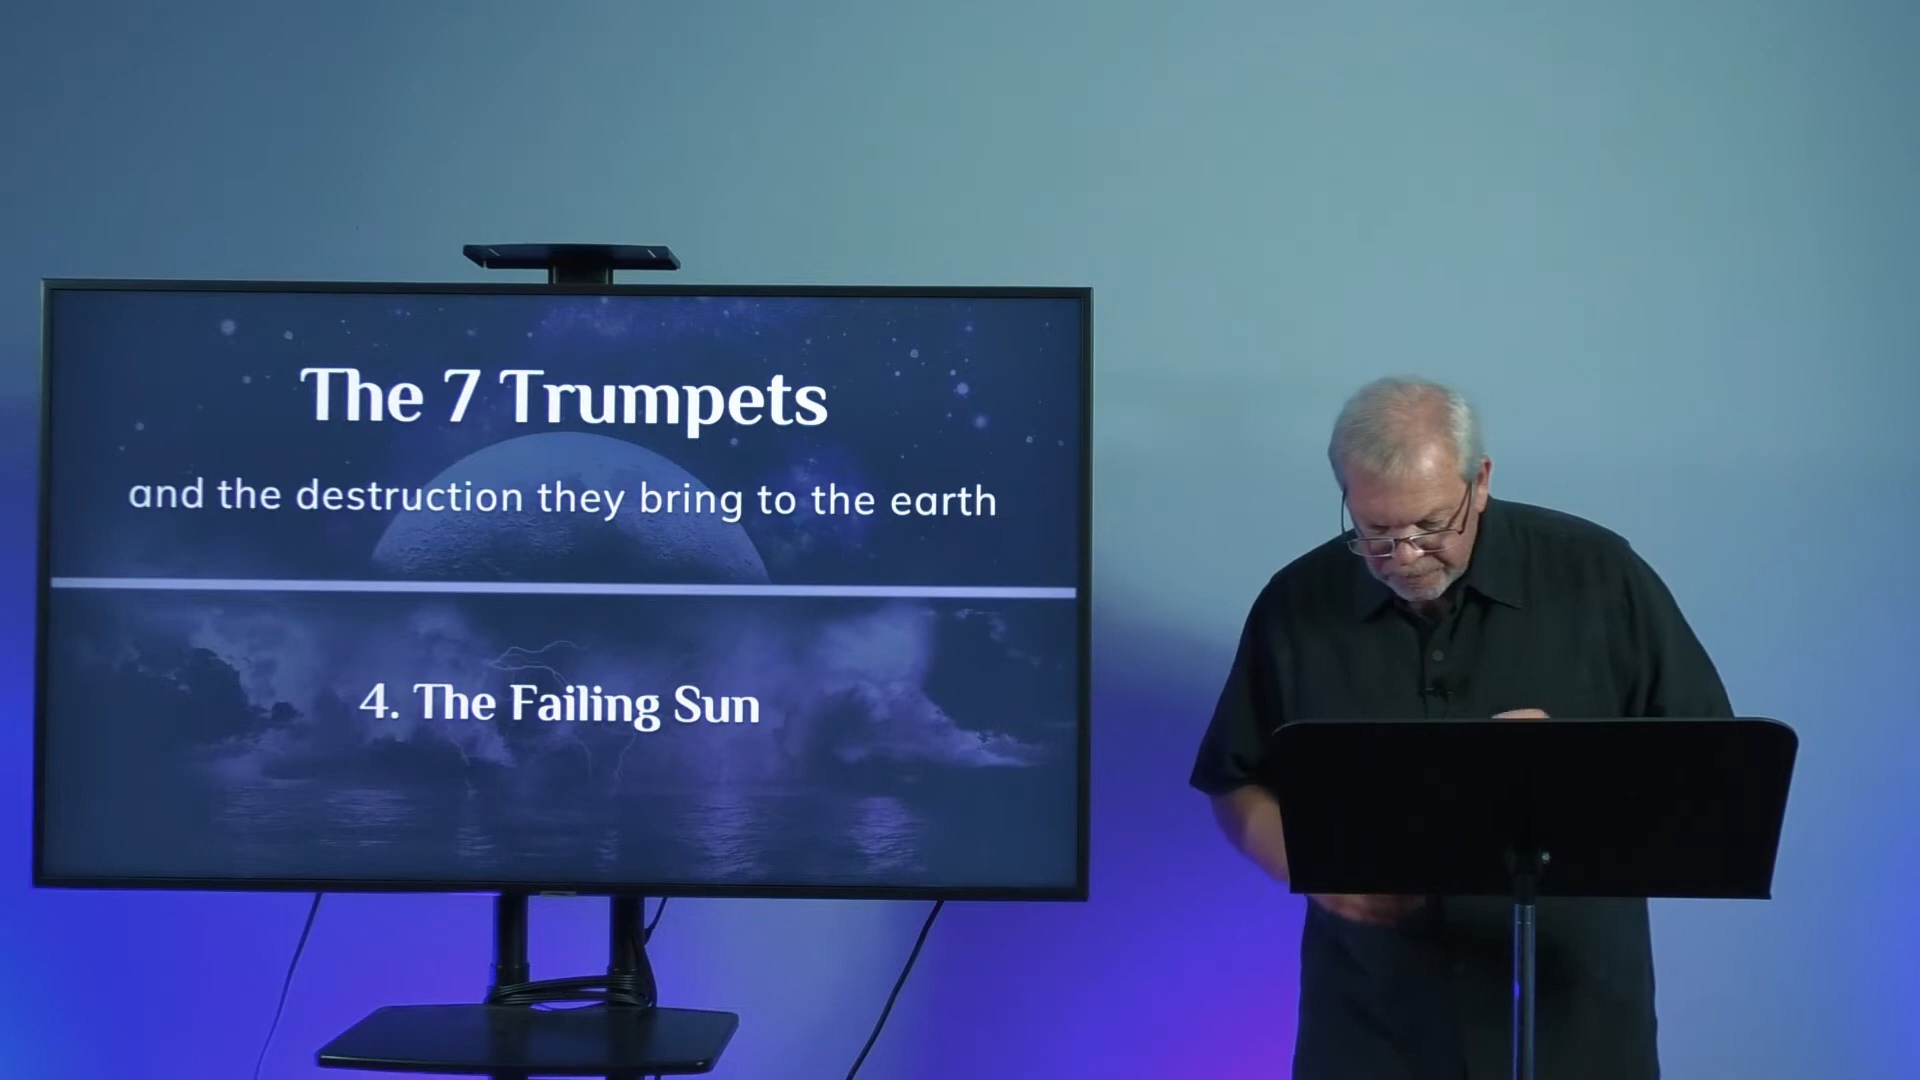 The 7 Trumpets
and the destruction they bring to the earth
4. The Failing Sun